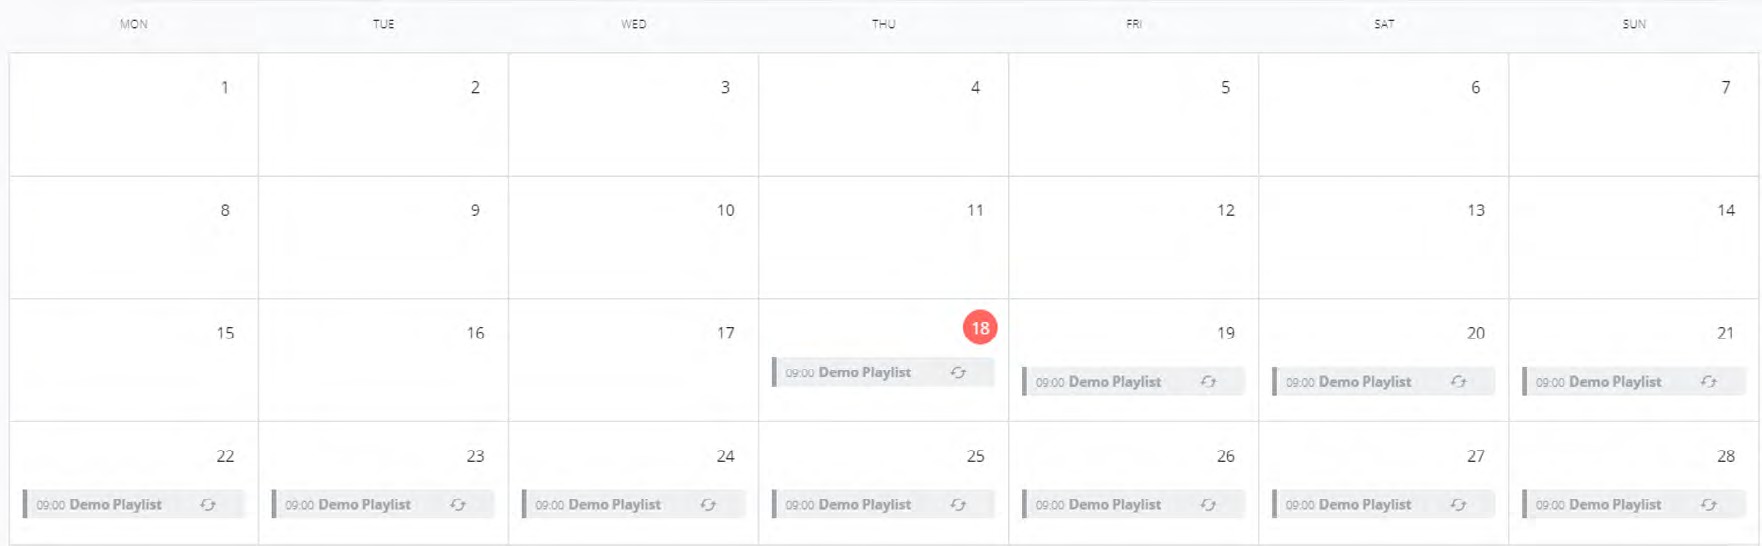 MON TUE WED THU FRI SAT SUN
1 2 3 4 5 6 7
8 9 10 11 12 13 14
15 16 17 18 19 20 21
09:00 Demo Playlist 09:00 Demo Playlist 09:00 Demo Playlist 09:00 Demo Playlist
22 23 24 25 26 27 28
09:00 Demo Playlist 09:00 Demo Playlist 09:00 Demo Playlist 09:00 Demo Playlist 09:00 Demo Playlist 09:00 Demo Playlist 09:00 Demo Playlist